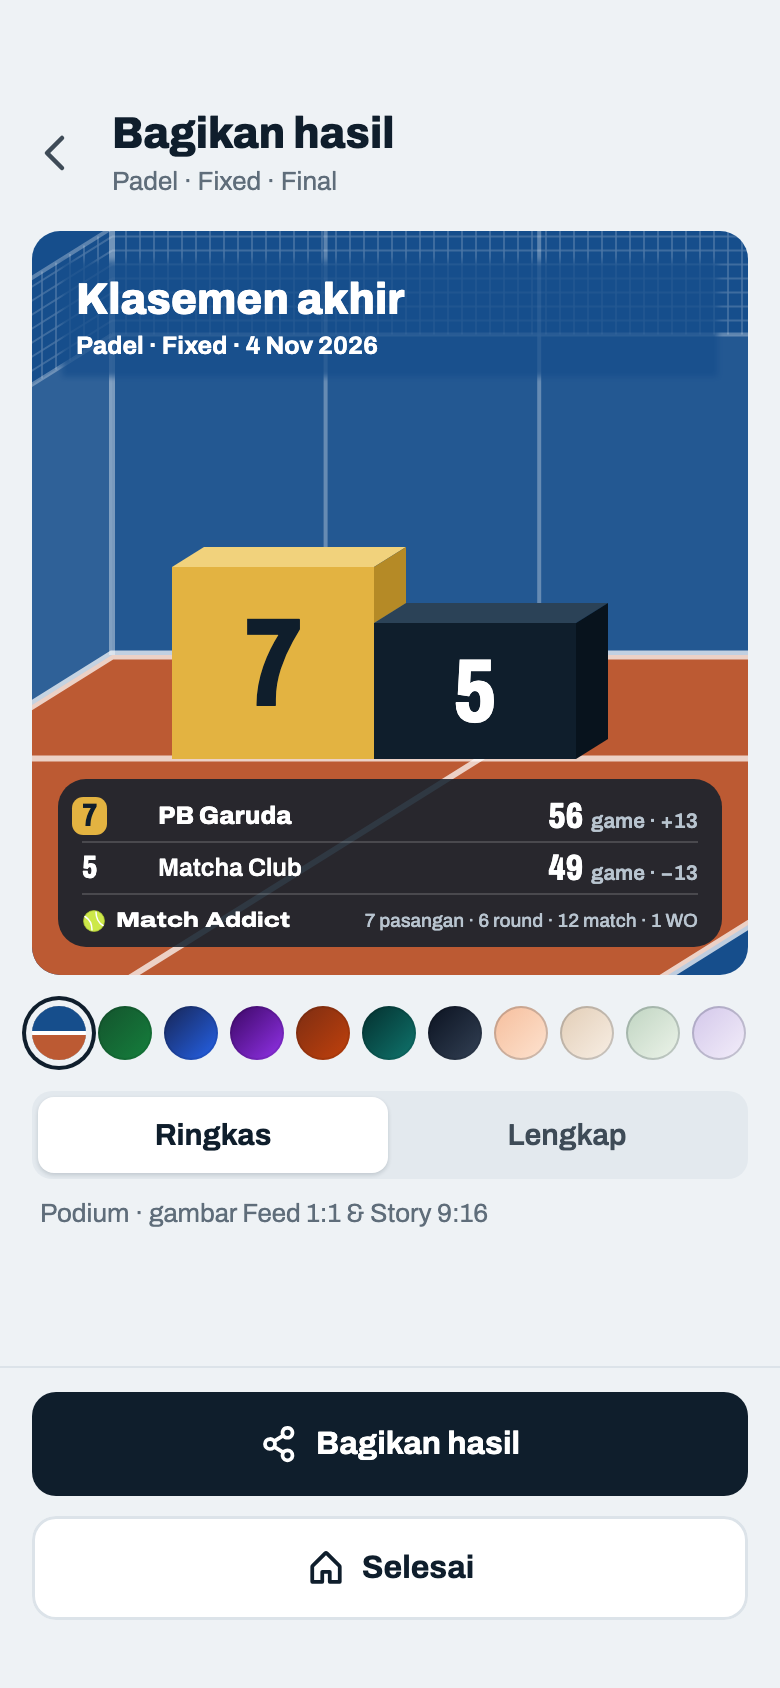 Bagikan hasil
Padel · Fixed · Final
Klasemen akhir
Padel · Fixed · 4 Nov 2026
7
5
7 PB Garuda 56 game · +13
5 Matcha Club 49 game · −13
Match Addict 7 pasangan · 6 round · 12 match · 1 WO
Ringkas Lengkap
Podium · gambar Feed 1:1 & Story 9:16
Bagikan hasil
Selesai